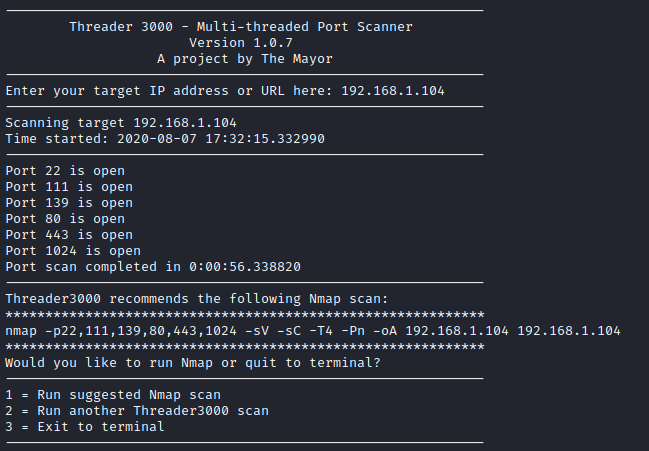 Threader 3000 - Multi-threaded Port Scanner
Version 1.0.7
A project by The Mayor
Enter your target IP address or URL here: 192.168.1.104
Scanning target 192.168.1.104
Time started: 2020-08-07 17:32:15.332990
Port 22 is open
Port 111 is open
Port 139 is open
Port 80 is open
Port 443 is open
Port 1024 is open
Port scan completed in 0:00:56.338820
Threader3000 recommends the following Nmap scan:
************************************************************
nmap -p22,111,139,80,443,1024 -sV -sC -T4 -Pn -oA 192.168.1.104 192.168.1.104
************************************************************
Would you like to run Nmap or quit to terminal?
1 = Run suggested Nmap scan
2 = Run another Threader3000 scan
3 = Exit to terminal